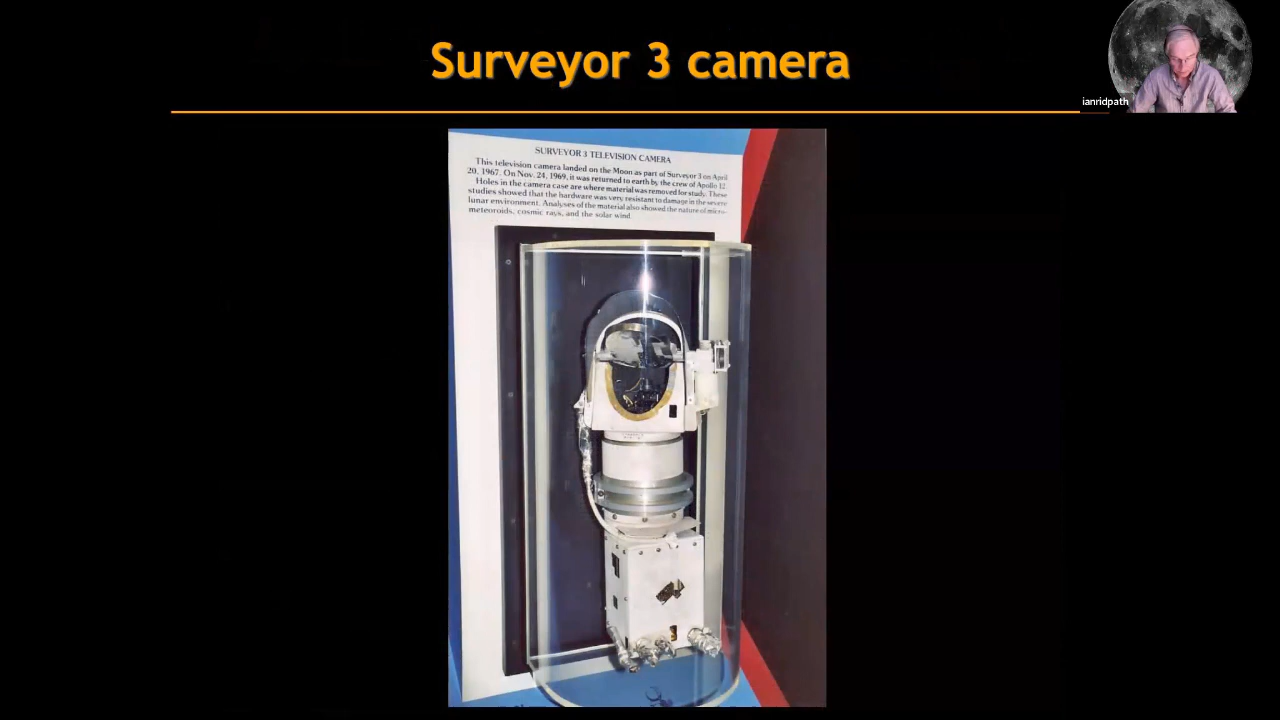 Surveyor 3 camera
ianridpath
SURVEYOR 3 TELEVISION CAMERA
This television camera landed on the Moon as part of Surveyor 3 on April
20, 1967. On Nov. 24, 1969, it was returned to earth by the crew of Apollo 12.
Holes in the camera case are where material was removed for study. These
studies showed that the hardware was very resistant to damage in the severe
lunar environment. Analyses of the material also showed the nature of micro-
meteoroids, cosmic rays, and the solar wind.